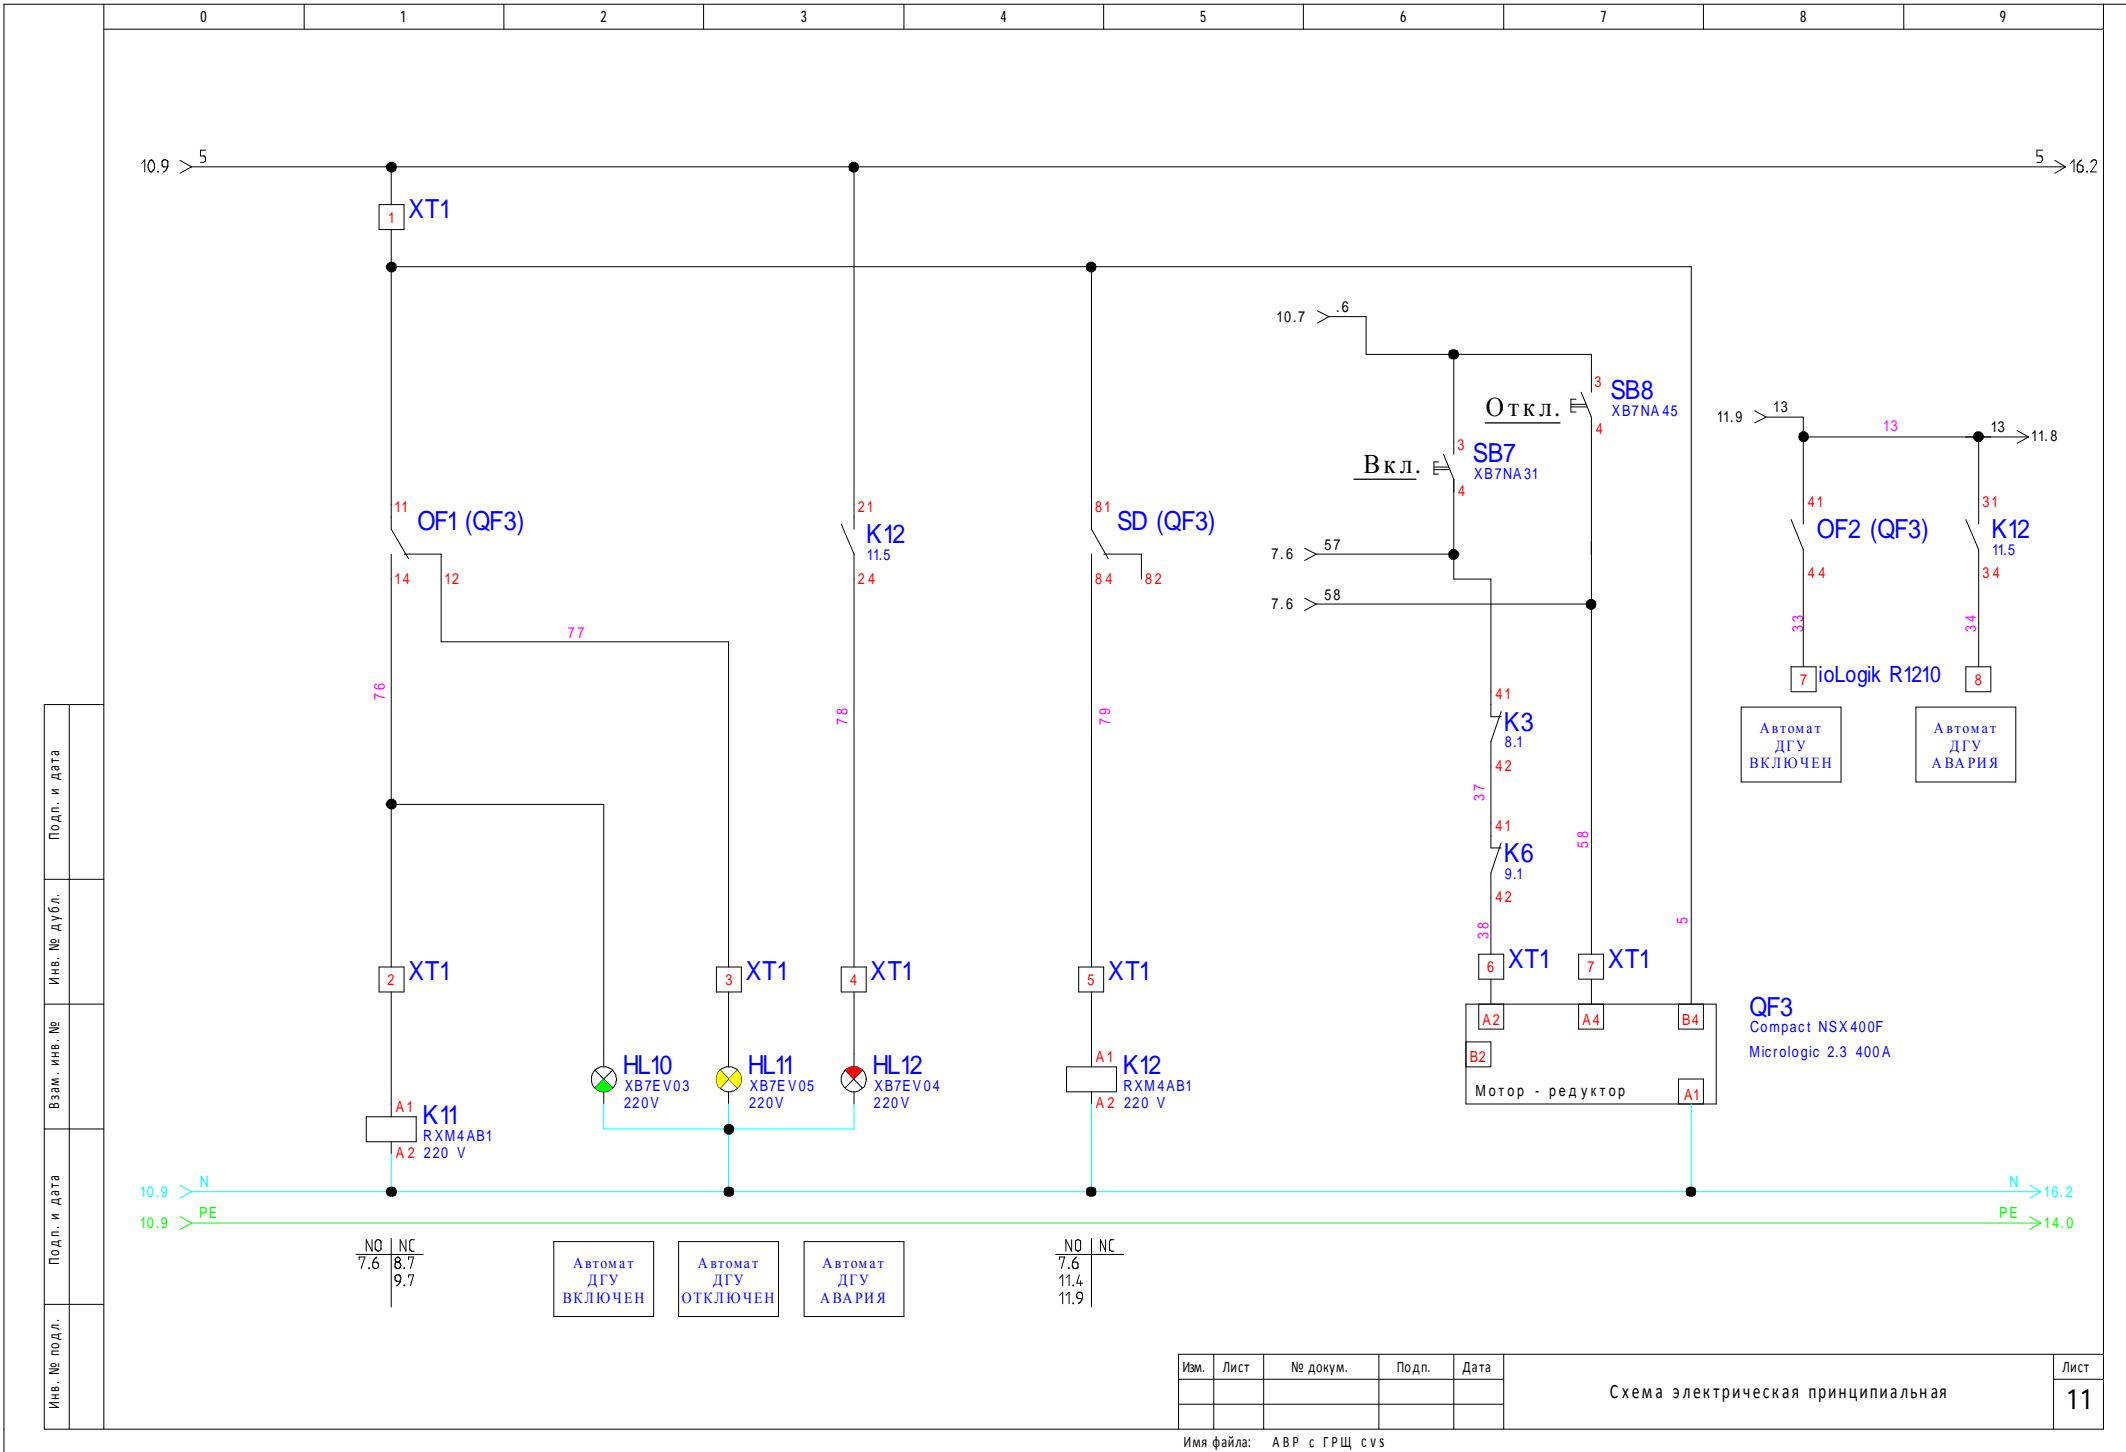 0 1 2 3 4 5 6 7 8 9
10.9 5
5 16.2
1 XT1
10.7 .6
3 SB8
XB7NA45
Откл.
4
11.9 13
13
13 11.8
3 SB7
XB7NA31
Вкл.
4
11 OF1 (QF3)
14 12
21
K12
11.5
24
81 SD (QF3)
84 82
7.6 57
7.6 58
41
OF2 (QF3)
44
31
K12
11.5
34
77
76
78
79
33
34
7 ioLogik R1210
8
Автомат
ДГУ
ВКЛЮЧЕН
Автомат
ДГУ
АВАРИЯ
41
K3
8.1
42
37
41
K6
9.1
42
38
58
5
2 XT1
3 XT1
4 XT1
5 XT1
6 XT1
7 XT1
A2 A4 B4
B2
Мотор - редуктор
A1
QF3
Compact NSX400F
Micrologic 2.3 400A
HL10
XB7EV03
220V
HL11
XB7EV05
220V
HL12
XB7EV04
220V
A1 K12
RXM4AB1
A2 220 V
A1 K11
RXM4AB1
A2 220 V
10.9 N
N 16.2
10.9 PE
PE 14.0
NO NC
7.6 8.7
9.7
Автомат
ДГУ
ВКЛЮЧЕН
Автомат
ДГУ
ОТКЛЮЧЕН
Автомат
ДГУ
АВАРИЯ
NO NC
7.6
11.4
11.9
Подп. и дата
Инв. № дубл.
Взам. инв. №
Подп. и дата
Инв. № подл.
Изм. Лист № докум. Подп. Дата
Схема электрическая принципиальная
Лист
11
Имя файла: АВР с ГРЩ cvs